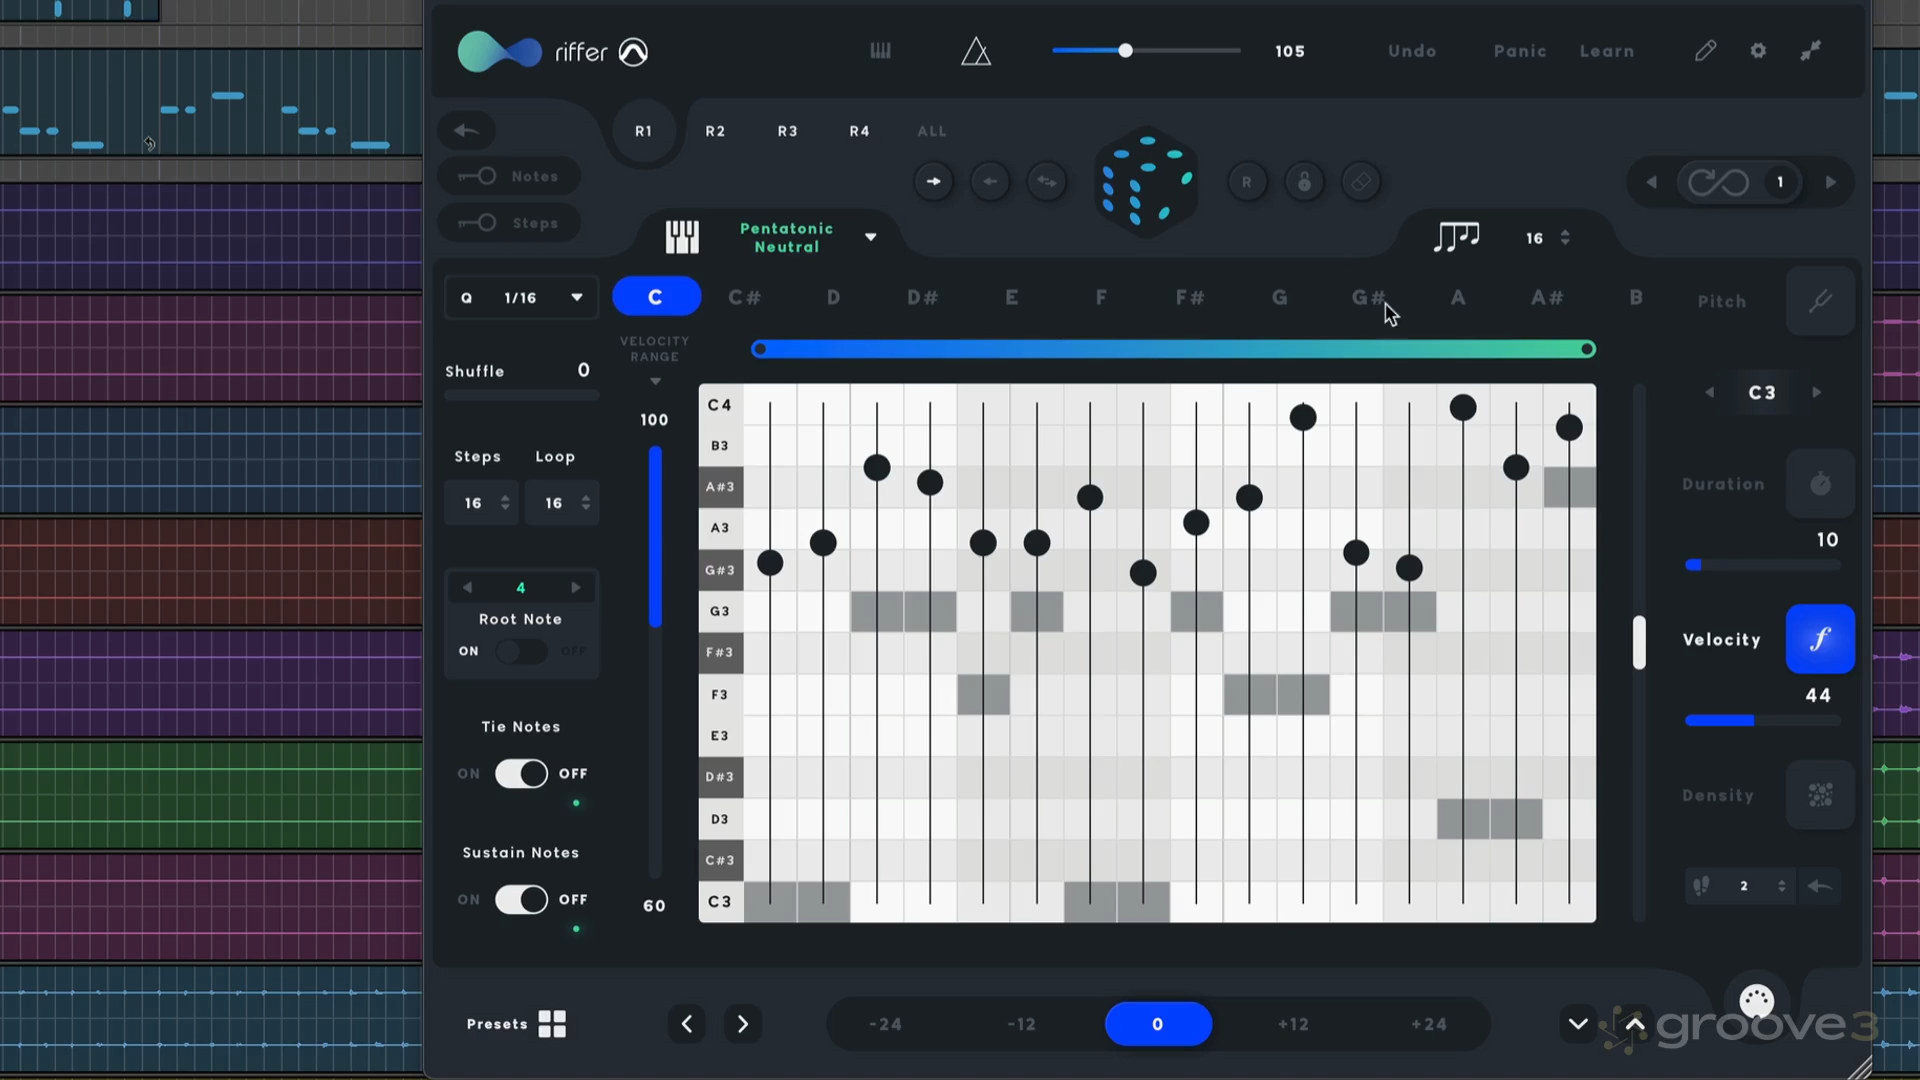 riffer
105
Undo
Panic
Learn
R1
R2
R3
R4
ALL
Notes
Steps
R
1
Pentatonic
Neutral
16
Q 1/16
C
C#
D
D#
E
F
F#
G
G#
A
A#
B
Pitch
VELOCITY
RANGE
Shuffle 0
100
C4
B3
A#3
A3
G#3
G3
F#3
F3
E3
D#3
D3
C#3
C3
60
C3
Steps
Loop
16
16
Duration
10
4
Root Note
ON
OFF
Velocity
f
44
Tie Notes
ON
OFF
Density
Sustain Notes
ON
OFF
2
Presets
-24
-12
0
+12
+24
groove3